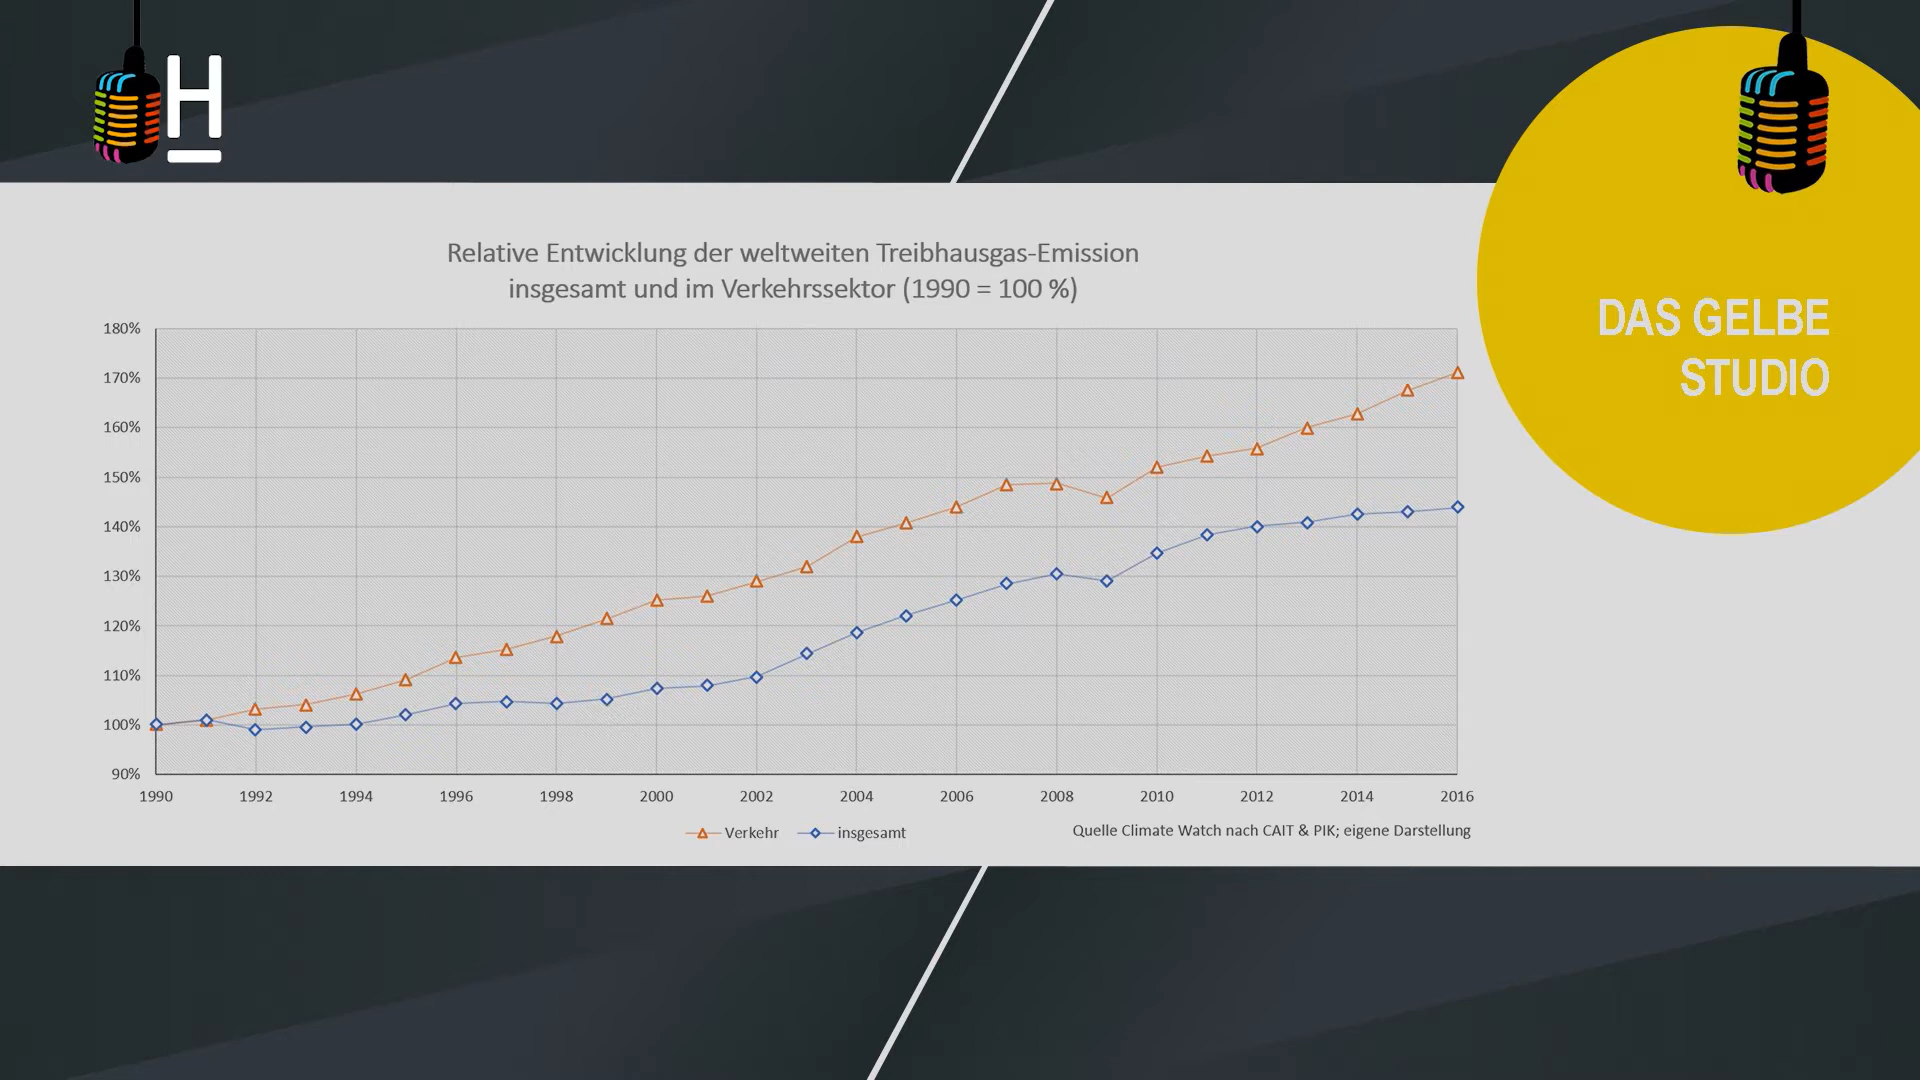 H
DAS GELBE
STUDIO
Relative Entwicklung der weltweiten Treibhausgas-Emission
insgesamt und im Verkehrssektor (1990 = 100 %)
180%
170%
160%
150%
140%
130%
120%
110%
100%
90%
1990 1992 1994 1996 1998 2000 2002 2004 2006 2008 2010 2012 2014 2016
Verkehr insgesamt
Quelle Climate Watch nach CAIT & PIK; eigene Darstellung